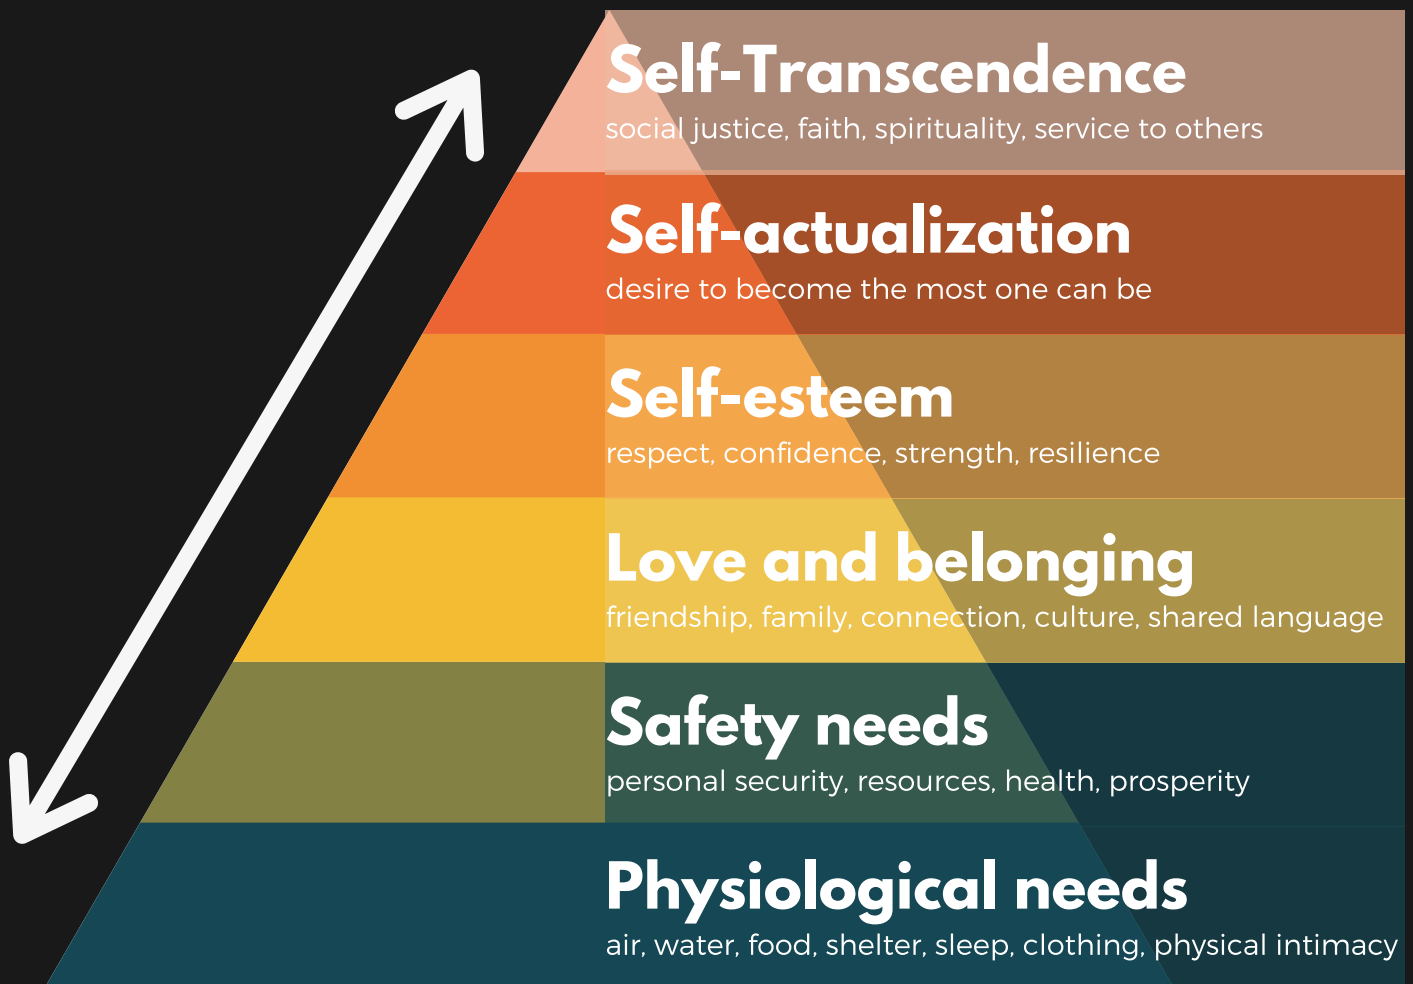 Self-Transcendence
social justice, faith, spirituality, service to others
Self-actualization
desire to become the most one can be
Self-esteem
respect, confidence, strength, resilience
Love and belonging
friendship, family, connection, culture, shared language
Safety needs
personal security, resources, health, prosperity
Physiological needs
air, water, food, shelter, sleep, clothing, physical intimacy